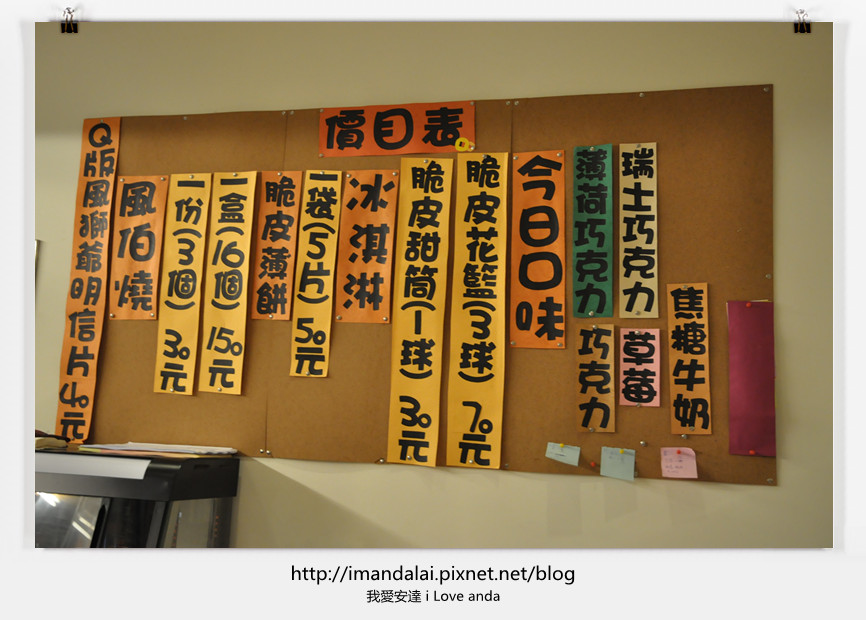 價目表
Q版風獅爺明信片40元
風伯燒
一份(3個) 30元
一盒(16個) 150元
脆皮薄餅
一袋(5片) 50元
冰淇淋
脆皮甜筒(1球) 30元
脆皮花籃(3球) 70元
今日口味
薄荷巧克力
瑞士巧克力
巧克力
草莓
焦糖牛奶
http://imandalai.pixnet.net/blog
我愛安達 i Love anda